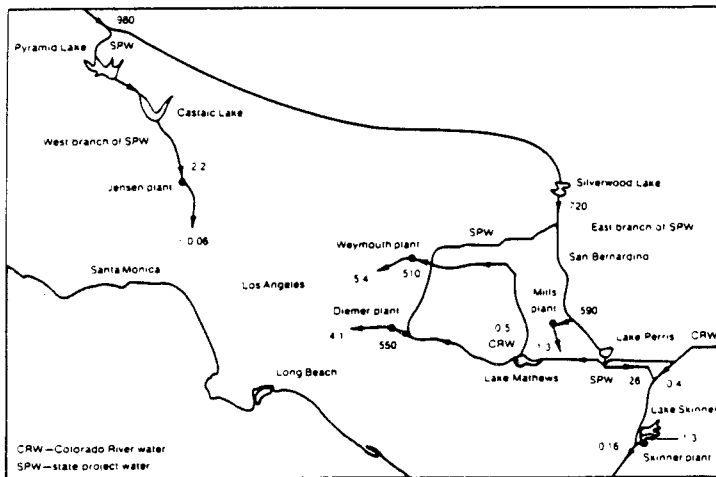 980
SPW
Pyramid Lake
Castaic Lake
West branch of SPW
2.2
Jensen plant
0.06
Silverwood Lake
720
SPW
East branch of SPW
Weymouth plant
San Bernardino
510
5.4
Santa Monica
Los Angeles
Mills plant
590
Diemer plant
4.1
550
0.5
CRW
1.3
Lake Perris
CRW
Lake Mathews
SPW
26
0.4
Long Beach
Lake Skinner
0.16
1.3
Skinner plant
CRW—Colorado River water
SPW—state project water